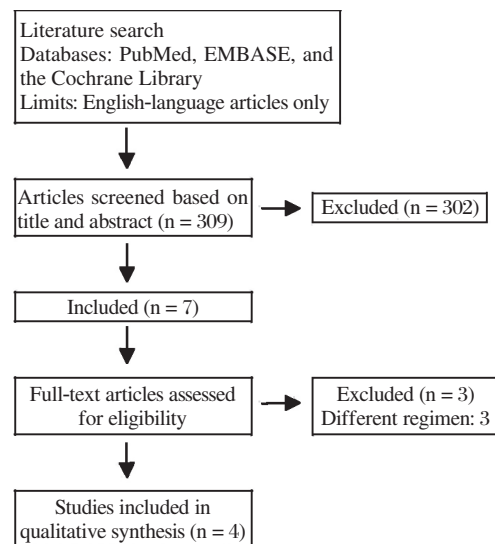 Literature search
Databases: PubMed, EMBASE, and
the Cochrane Library
Limits: English-language articles only
Articles screened based on
title and abstract (n = 309)
Excluded (n = 302)
Included (n = 7)
Full-text articles assessed
for eligibility
Excluded (n = 3)
Different regimen: 3
Studies included in
qualitative synthesis (n = 4)